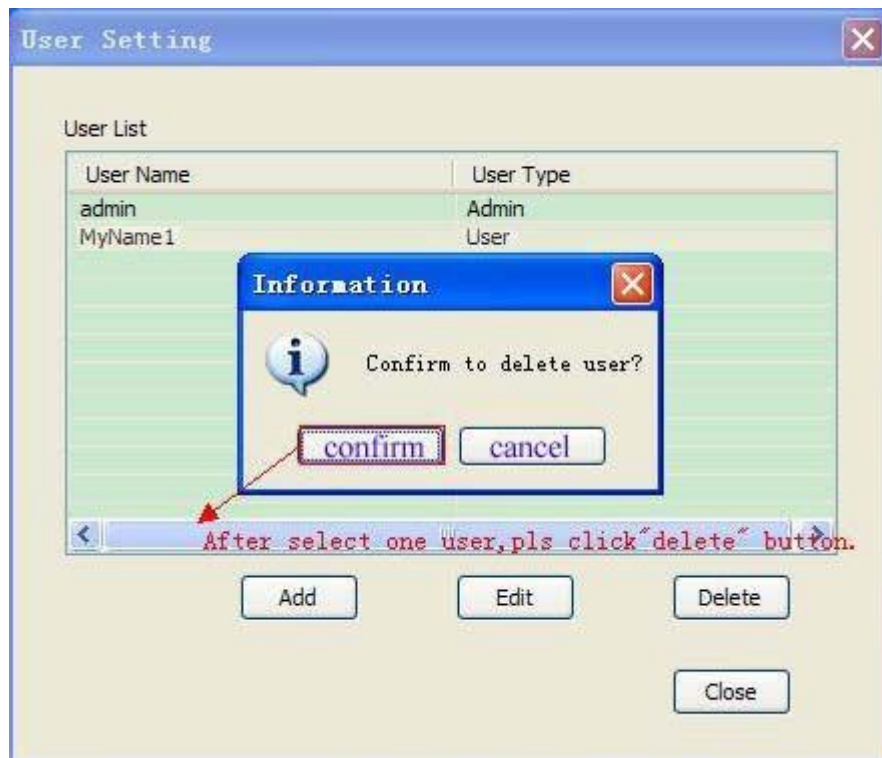 User Setting
User List
User Name User Type
admin Admin
MyName1 User
Information
Confirm to delete user?
confirm cancel
After select one user,pls click"delete" button.
Add Edit Delete
Close